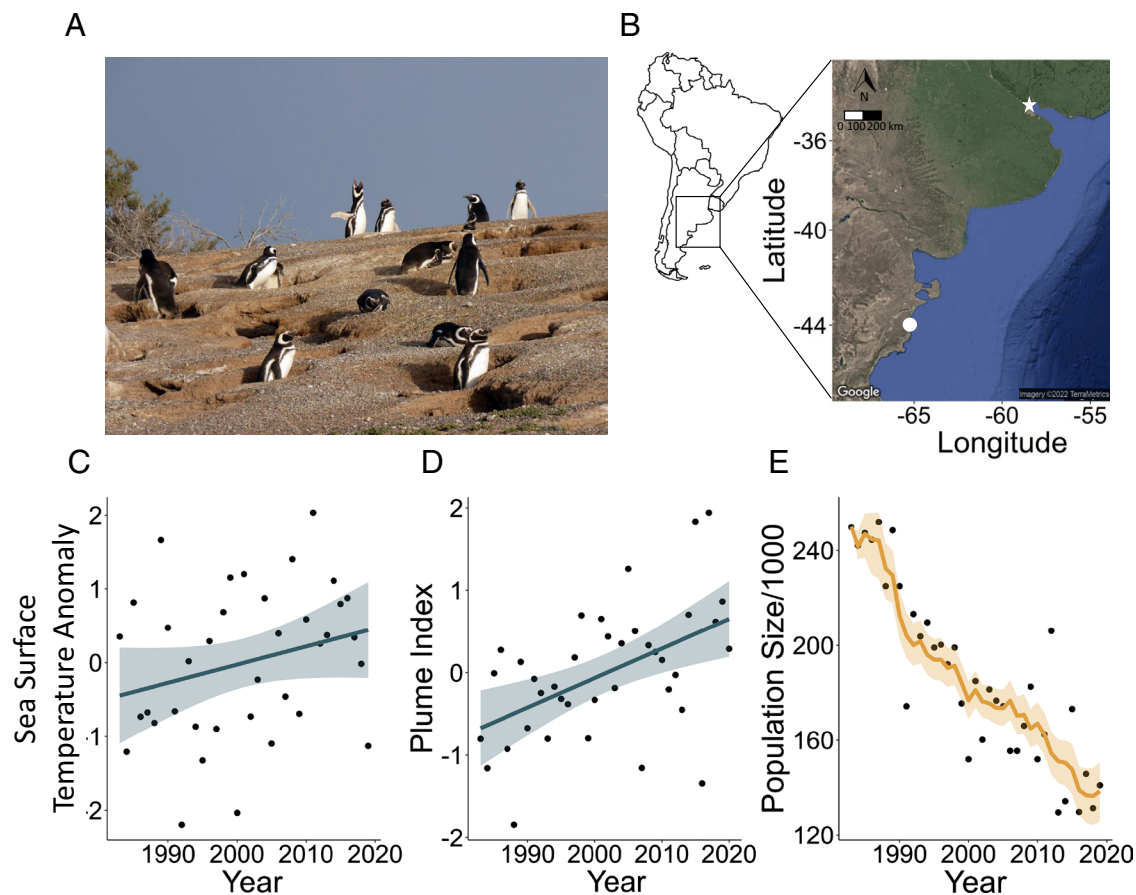 A
B
N
0 100 200 km
Latitude
-36
-40
-44
Google
Imagery ©2022 TerraMetrics
-65
-60
-55
Longitude
C
Sea Surface
Temperature Anomaly
2
1
0
-1
-2
1990
2000
2010
2020
Year
D
Plume Index
2
1
0
-1
-2
1990
2000
2010
2020
Year
E
Population Size/1000
240
200
160
120
1990
2000
2010
2020
Year